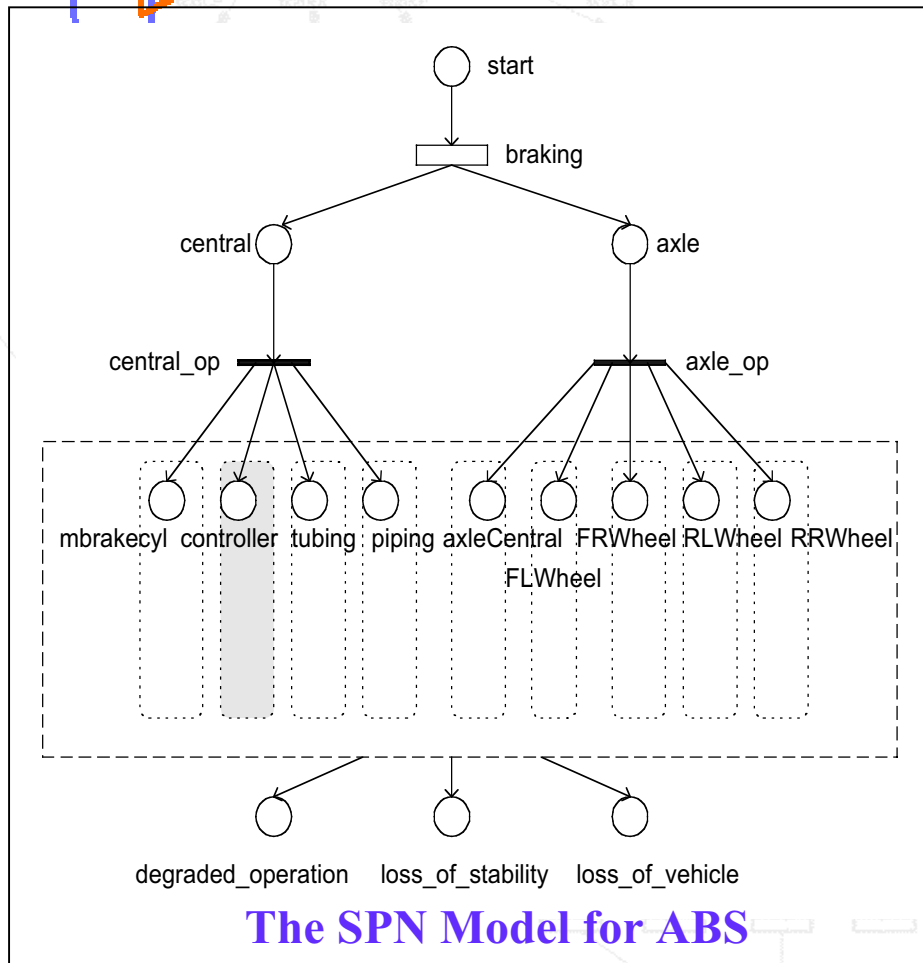 start
braking
central axle
central_op axle_op
mbrakecyl controller tubing piping axleCentral FRWheel RLWheel RRWheel
FLWheel
degraded_operation loss_of_stability loss_of_vehicle
The SPN Model for ABS